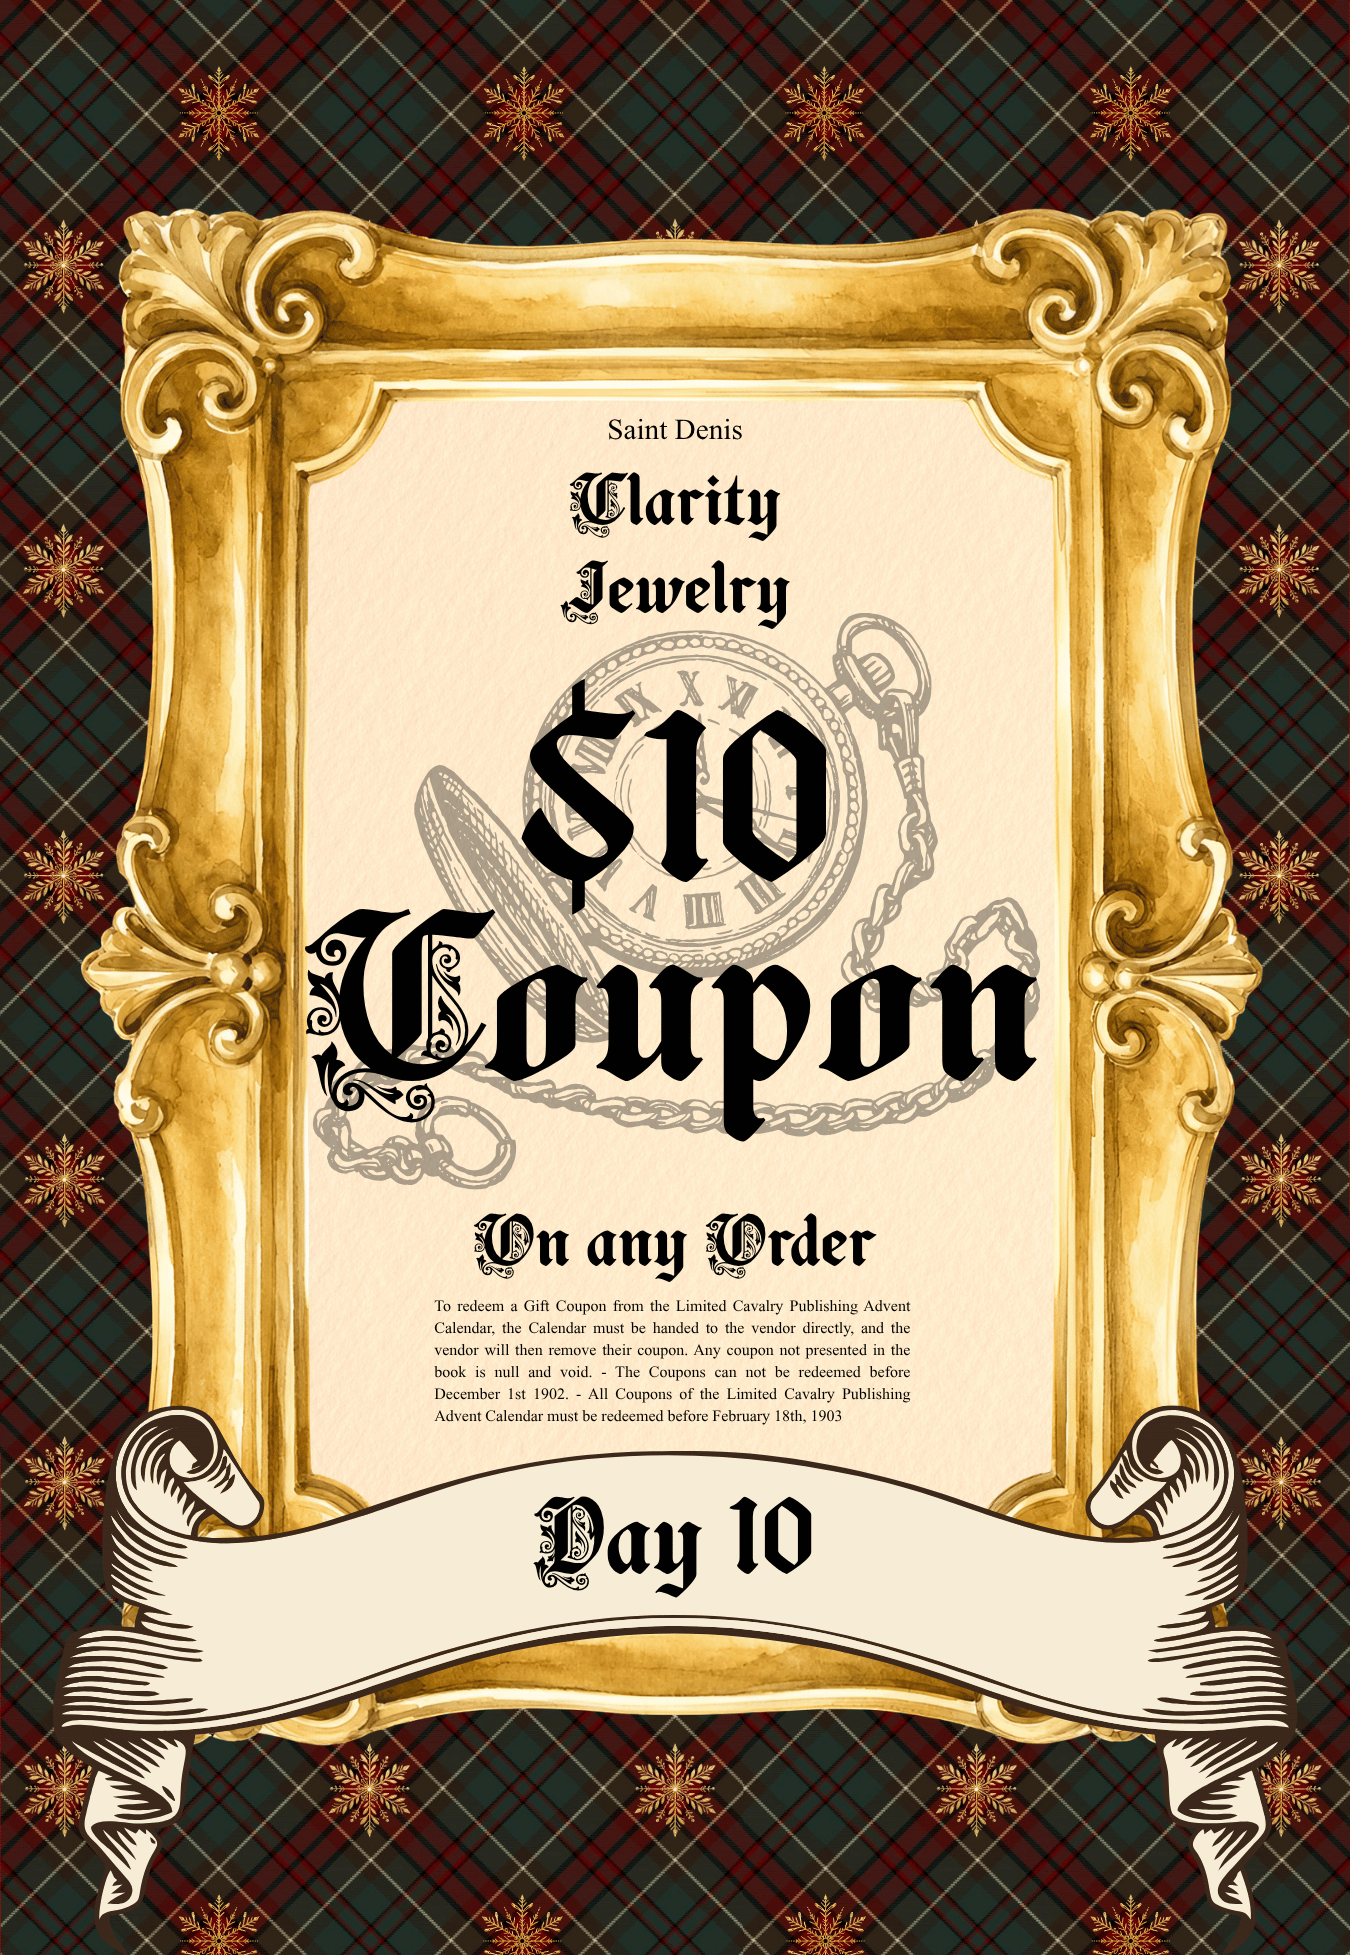 Saint Denis
Clarity
Jewelry
$10
Coupon
On any Order
To redeem a Gift Coupon from the Limited Cavalry Publishing Advent
Calendar, the Calendar must be handed to the vendor directly, and the
vendor will then remove their coupon. Any coupon not presented in the
book is null and void. - The Coupons can not be redeemed before
December 1st 1902. - All Coupons of the Limited Cavalry Publishing
Advent Calendar must be redeemed before February 18th, 1903
Day 10